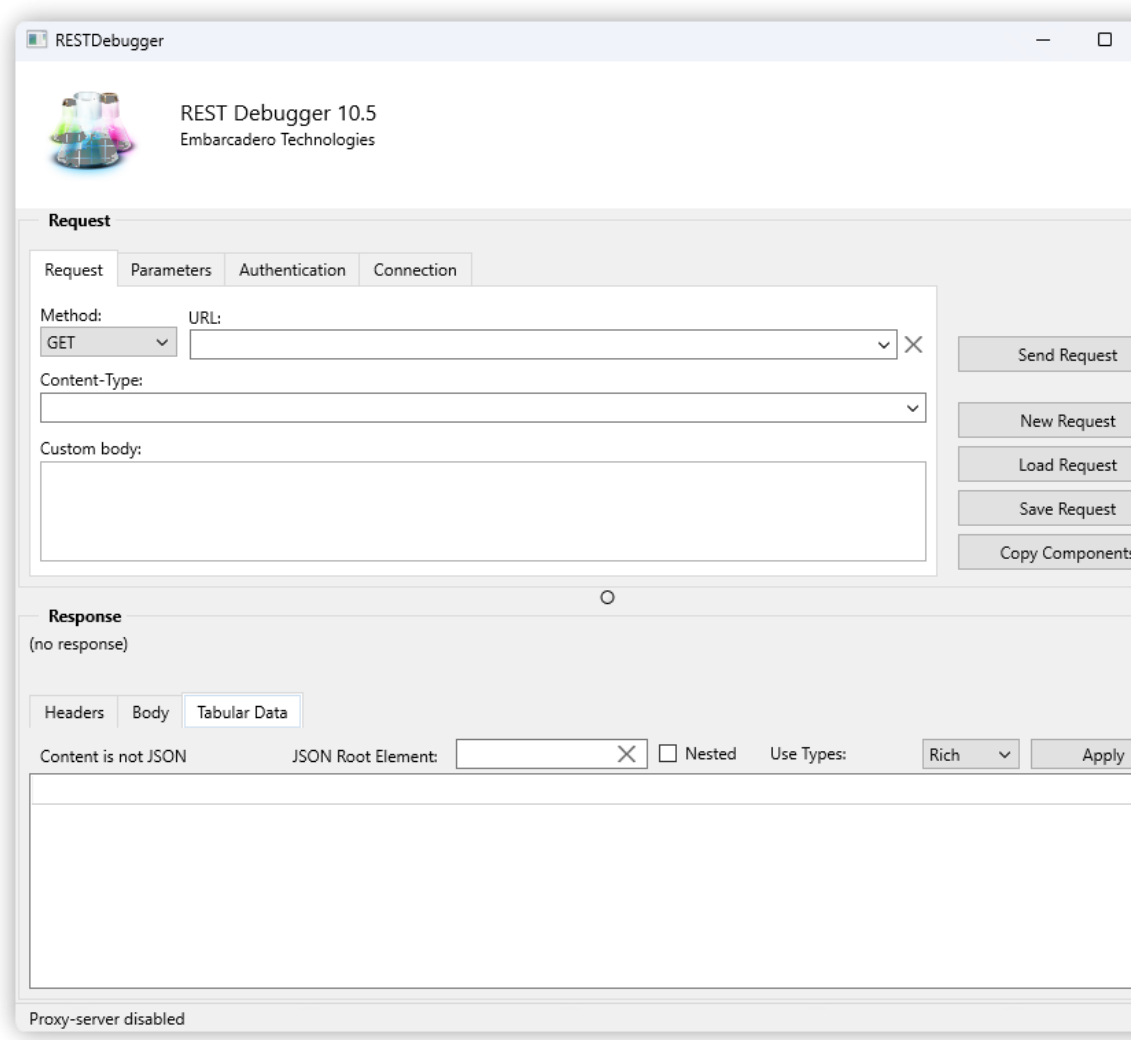 RESTDebugger
REST Debugger 10.5
Embarcadero Technologies
Request
Request Parameters Authentication Connection
Method: URL:
GET
Send Request
Content-Type:
New Request
Custom body:
Load Request
Save Request
Copy Components
Response
(no response)
Headers Body Tabular Data
Content is not JSON JSON Root Element: Nested Use Types: Rich Apply
Proxy-server disabled